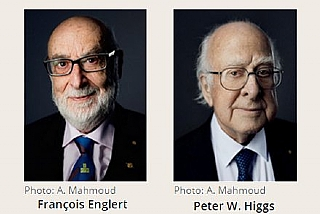 Photo: A. Mahmoud
François Englert
Photo: A. Mahmoud
Peter W. Higgs